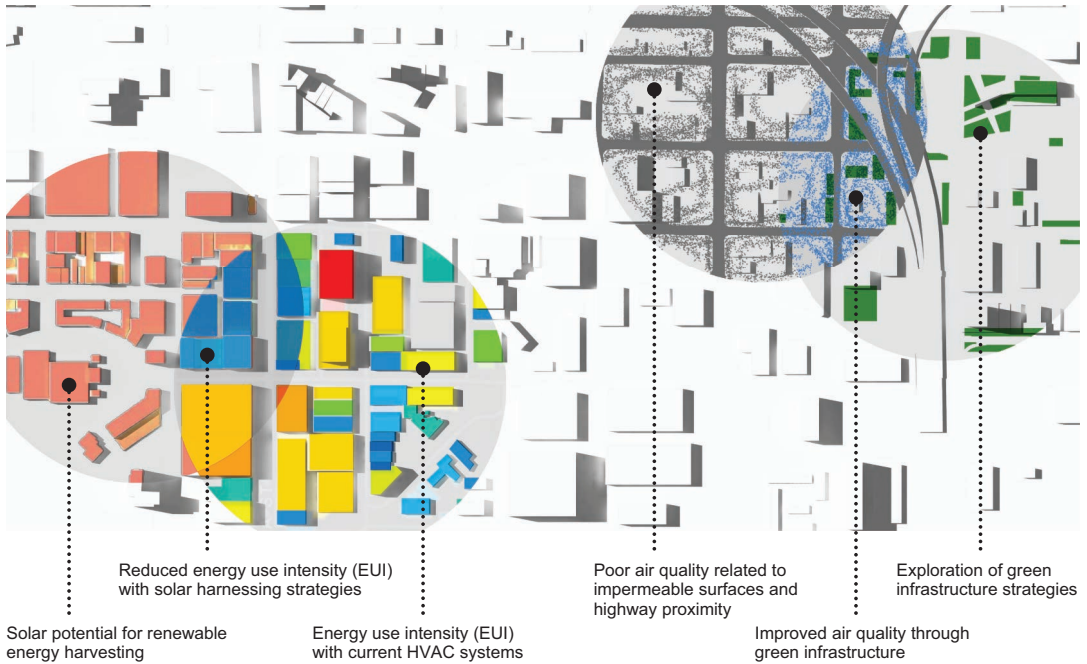 Reduced energy use intensity (EUI)
with solar harnessing strategies
Solar potential for renewable
energy harvesting
Energy use intensity (EUI)
with current HVAC systems
Poor air quality related to
impermeable surfaces and
highway proximity
Improved air quality through
green infrastructure
Exploration of green
infrastructure strategies